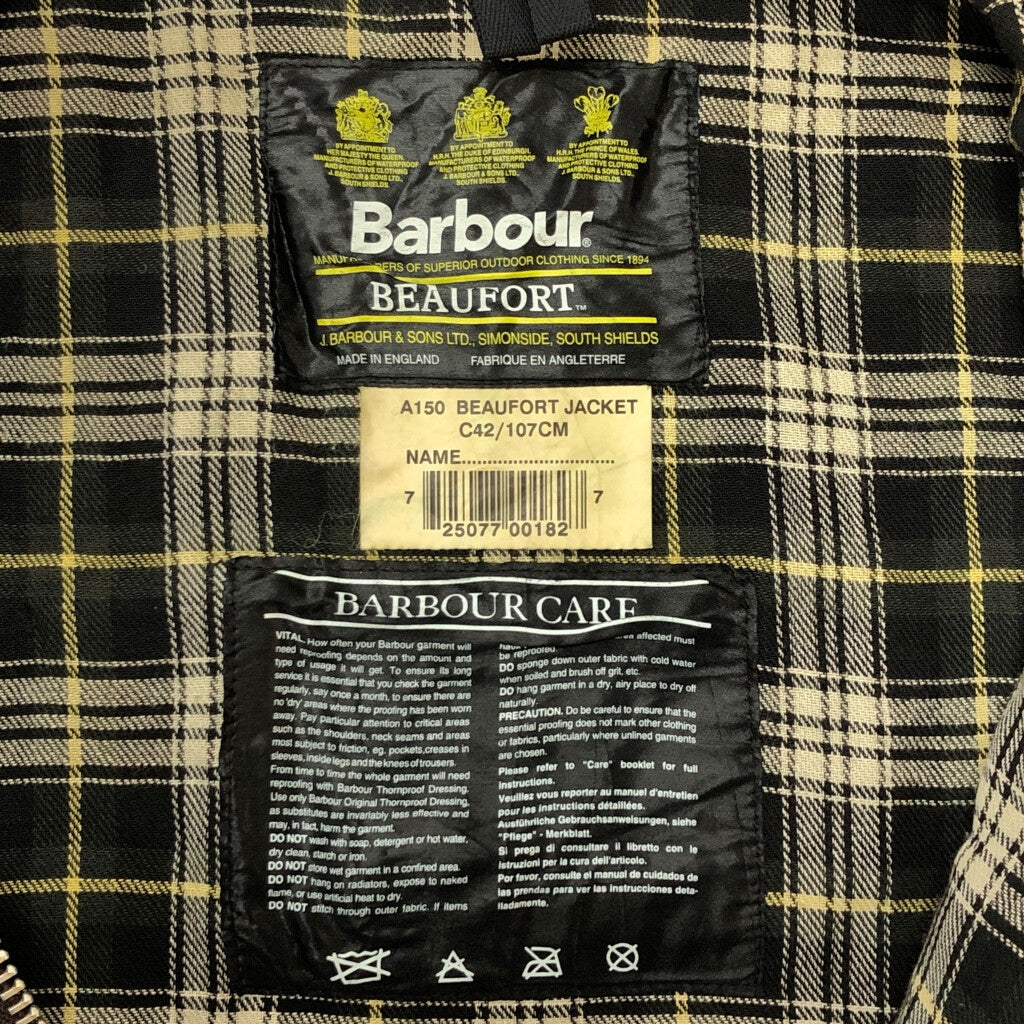 BY APPOINTMENT TO
HER MAJESTY THE QUEEN.
MANUFACTURERS OF WATERPROOF
AND PROTECTIVE CLOTHING
J. BARBOUR & SONS LTD.,
SOUTH SHIELDS.
BY APPOINTMENT TO
H.R.H. THE DUKE OF EDINBURGH.
MANUFACTURERS OF WATERPROOF
AND PROTECTIVE CLOTHING
J. BARBOUR & SONS LTD.
SOUTH SHIELDS.
BY APPOINTMENT TO
H.R.H. THE PRINCE OF WALES.
MANUFACTURERS OF WATERPROOF
AND PROTECTIVE CLOTHING
J. BARBOUR & SONS LTD.
SOUTH SHIELDS.
Barbour®
OF SUPERIOR OUTDOOR CLOTHING SINCE 1894
BEAUFORT™
J. BARBOUR & SONS LTD., SIMONSIDE, SOUTH SHIELDS
MADE IN ENGLAND FABRIQUE EN ANGLETERRE
A150 BEAUFORT JACKET
C42/107CM
NAME..............................
7 25077 00182 7
BARBOUR CARE
VITAL. How often your Barbour garment will
need reproofing depends on the amount and
type of usage it will get. To ensure its long
service it is essential that you check the garment
regularly, say once a month, to ensure there are
no 'dry' areas where the proofing has been worn
away. Pay particular attention to critical areas
such as the shoulders, neck seams and areas
most subject to friction, eg. pockets,creases in
sleeves, inside legs and the knees of trousers.
From time to time the whole garment will need
reproofing with Barbour Thornproof Dressing.
Use only Barbour Original Thornproof Dressing,
as substitutes are invariably less effective and
may, in fact, harm the garment.
DO NOT wash with soap, detergent or hot water,
dry clean, starch or iron.
DO NOT store wet garment in a confined area.
DO NOT hang on radiators, expose to naked
flame, or use artificial heat to dry.
DO NOT stitch through outer fabric. If items
affected must
be reproofed.
DO sponge down outer fabric with cold water
when soiled and brush off grit, etc.
DO hang garment in a dry, airy place to dry off
naturally.
PRECAUTION. Do be careful to ensure that the
essential proofing does not mark other clothing
or fabrics, particularly where unlined garments
are chosen.
Please refer to "Care" booklet for full
instructions.
Veuillez vous reporter au manuel d'entretien
pour les instructions détaillées.
Ausführliche Gebrauchsanweisungen, siehe
"Pflege" - Merkblatt.
Si prega di consultare il libretto con le
istruzioni per la cura dell'articolo.
Por favor, consulte el manual de cuidados de
las prendas para ver las instrucciones deta-
lladamente.